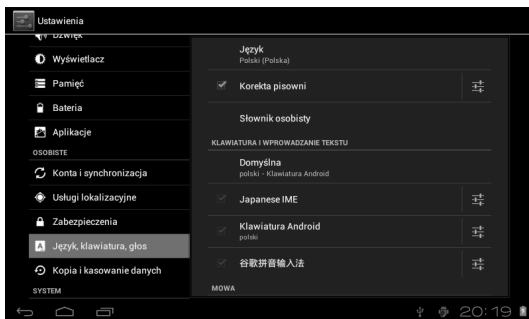 Ustawienia
Dźwięk
Wyświetlacz
Pamięć
Bateria
Aplikacje
OSOBISTE
Konta i synchronizacja
Usługi lokalizacyjne
Zabezpieczenia
Język, klawiatura, głos
Kopia i kasowanie danych
SYSTEM
Język
Polski (Polska)
Korekta pisowni
Słownik osobisty
KLAWIATURA I WPROWADZANIE TEKSTU
Domyślna
polski - Klawiatura Android
Japanese IME
Klawiatura Android
polski
谷歌拼音输入法
MOWA
20:19